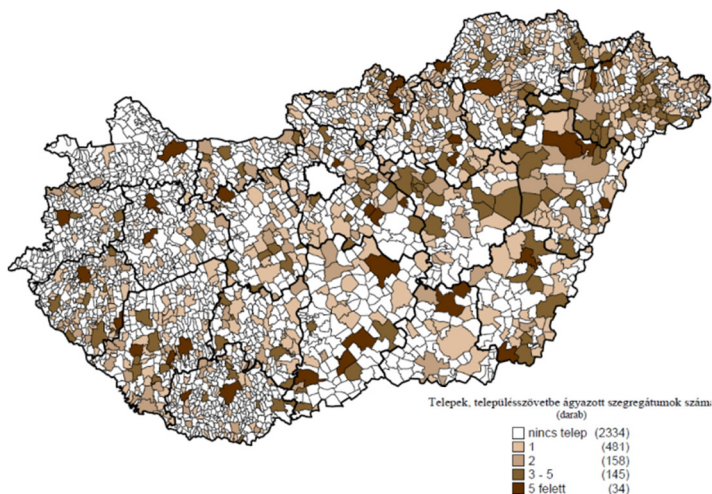 Telepek, településszövetbe ágyazott szegregátumok száma
(darab)
nincs telep (2334)
1 (481)
2 (158)
3 - 5 (145)
5 felett (34)